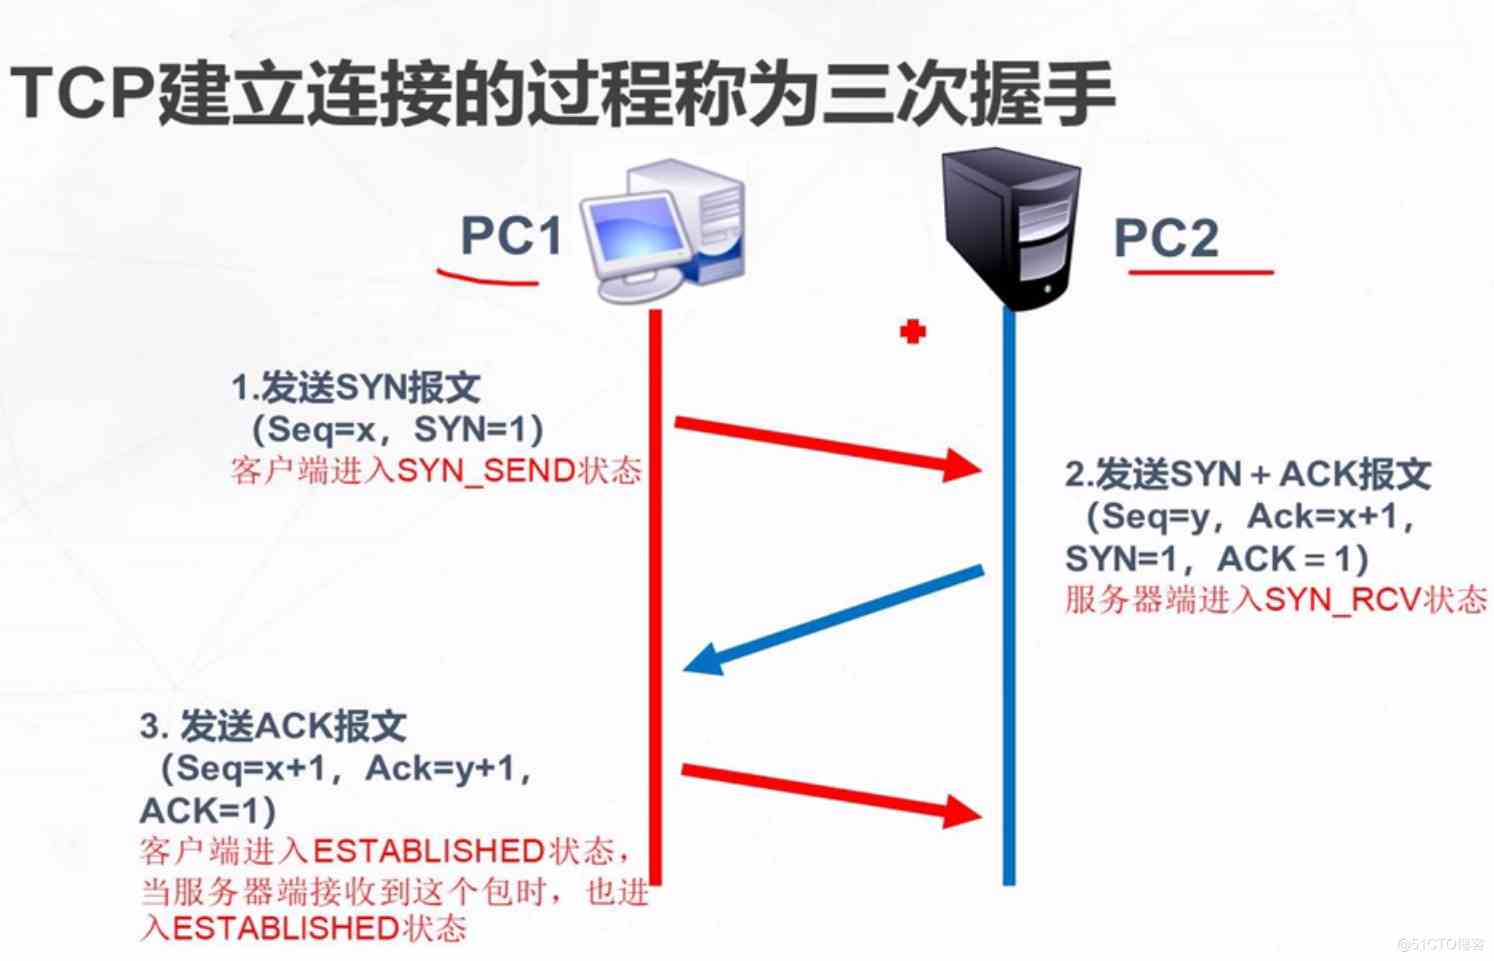 TCP建立连接的过程称为三次握手
PC1
PC2
1.发送SYN报文
（Seq=x，SYN=1）
客户端进入SYN_SEND状态
2.发送SYN＋ACK报文
（Seq=y，Ack=x+1，
SYN=1，ACK＝1）
服务器端进入SYN_RCV状态
3. 发送ACK报文
（Seq=x+1，Ack=y+1，
ACK=1）
客户端进入ESTABLISHED状态，
当服务器端接收到这个包时，也进
入ESTABLISHED状态
@51CTO博客